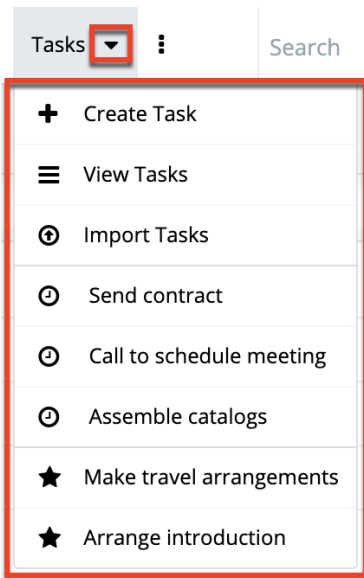 Tasks
Search
Create Task
View Tasks
Import Tasks
Send contract
Call to schedule meeting
Assemble catalogs
Make travel arrangements
Arrange introduction